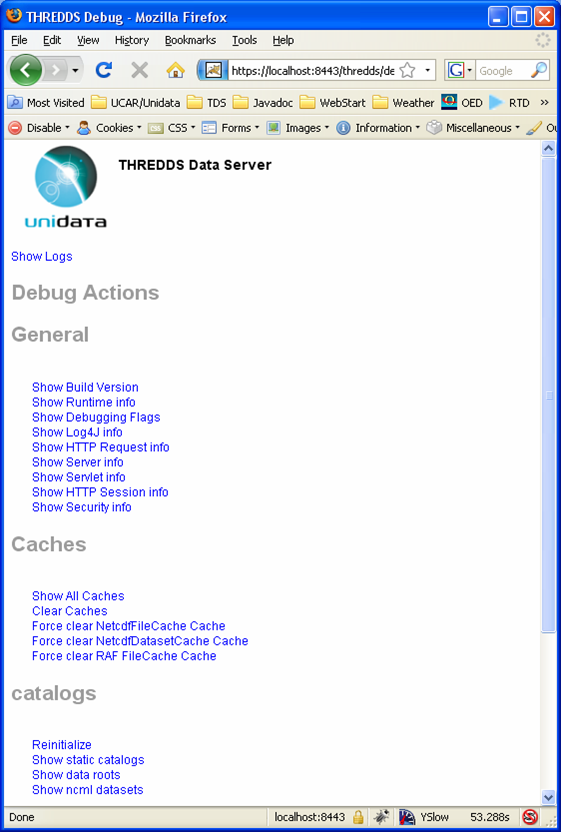 THREDDS Debug - Mozilla Firefox
File Edit View History Bookmarks Tools Help
https://localhost:8443/thredds/de
G Google
Most Visited UCAR/Unidata TDS Javadoc WebStart Weather OED RTD »
Disable Cookies CSS Forms Images Information Miscellaneous Ou
THREDDS Data Server
unidata
Show Logs
Debug Actions
General
Show Build Version
Show Runtime info
Show Debugging Flags
Show Log4J info
Show HTTP Request info
Show Server info
Show Servlet info
Show HTTP Session info
Show Security info
Caches
Show All Caches
Clear Caches
Force clear NetcdfFileCache Cache
Force clear NetcdfDatasetCache Cache
Force clear RAF FileCache Cache
catalogs
Reinitialize
Show static catalogs
Show data roots
Show ncml datasets
Done localhost:8443 YSlow 53.288s